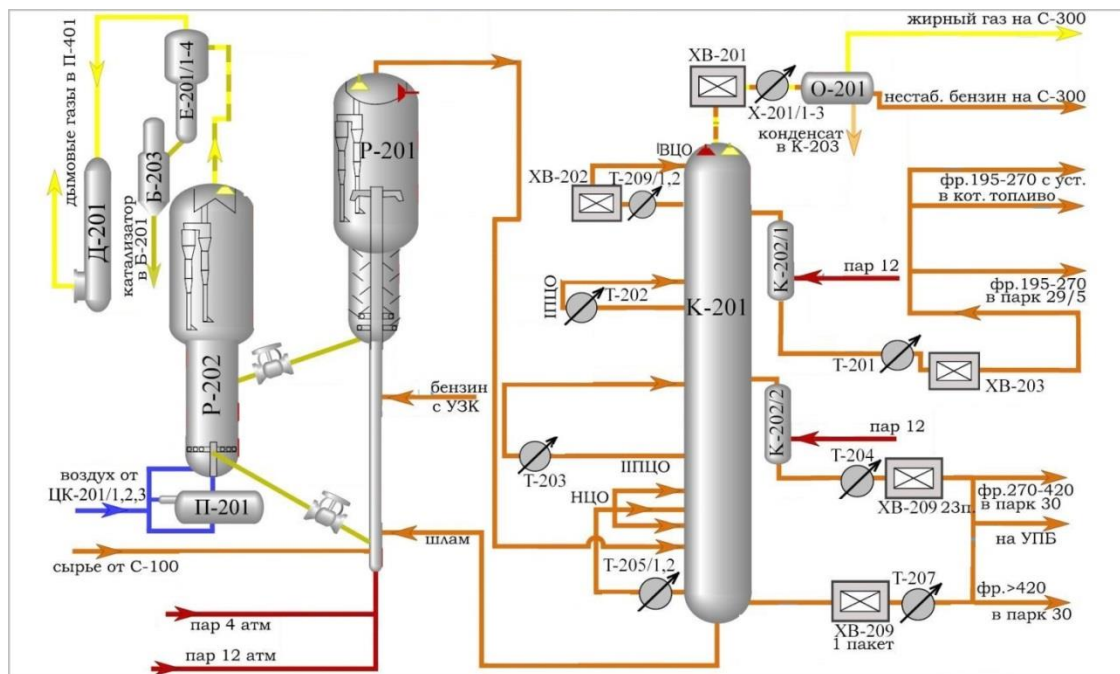 жирный газ на С-300
дымовые газы в П-401
Е-201/1-4
ХВ-201
О-201
нестаб. бензин на С-300
Х-201/1-3
конденсат
в К-203
Р-201
Б-203
IВЦО
Т-209/1,2
ХВ-202
фр.195-270 с уст.
в кот. топливо
Д-201
катализатор
в Б-201
К-202/1
пар 12
IПЦО
Т-202
К-201
фр.195-270
в парк 29/5
Т-201
ХВ-203
Р-202
бензин
с УЗК
К-202/2
пар 12
Т-203
IIПЦО
Т-204
воздух от
ЦК-201/1,2,3
П-201
НЦО
ХВ-209 23п.
фр.270-420
в парк 30
на УПБ
шлам
сырье от С-100
Т-205/1,2
Т-207
фр.>420
в парк 30
ХВ-209
1 пакет
пар 4 атм
пар 12 атм